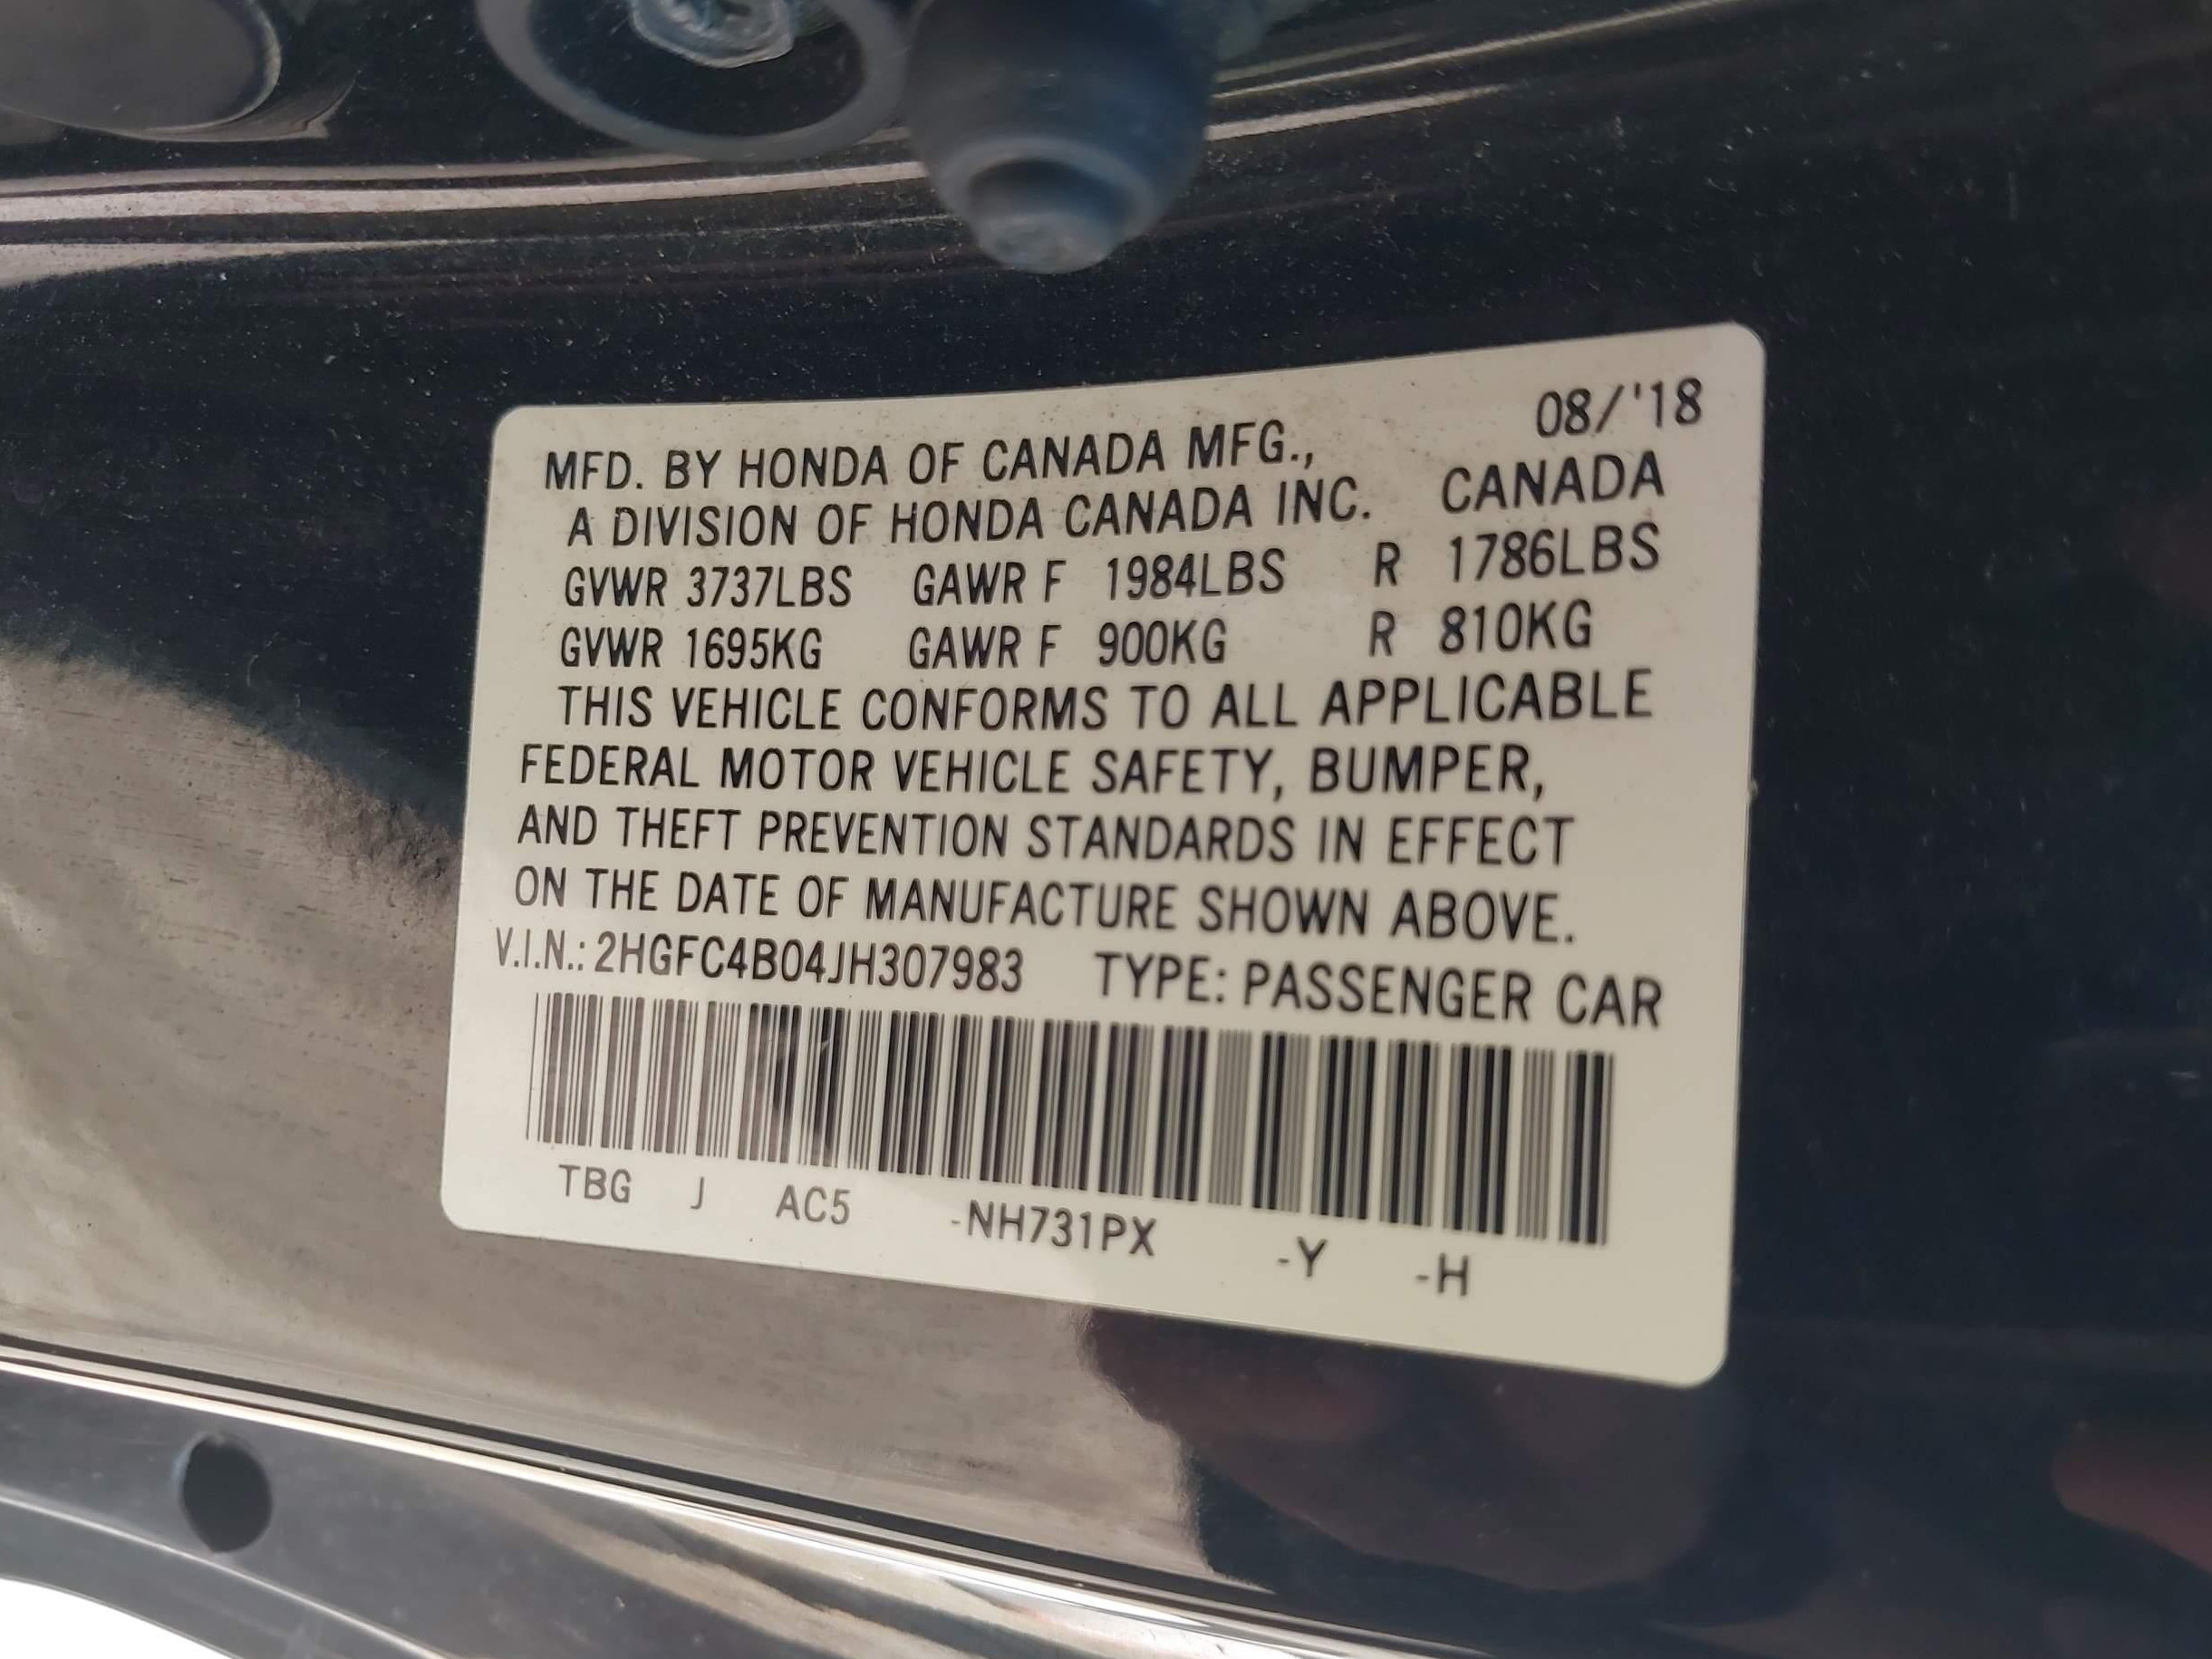 08/'18
MFD. BY HONDA OF CANADA MFG.,
A DIVISION OF HONDA CANADA INC. CANADA
GVWR 3737LBS GAWR F 1984LBS R 1786LBS
GVWR 1695KG GAWR F 900KG R 810KG
THIS VEHICLE CONFORMS TO ALL APPLICABLE
FEDERAL MOTOR VEHICLE SAFETY, BUMPER,
AND THEFT PREVENTION STANDARDS IN EFFECT
ON THE DATE OF MANUFACTURE SHOWN ABOVE.
V.I.N.: 2HGFC4B04JH307983 TYPE: PASSENGER CAR
TBG J AC5 -NH731PX -Y -H